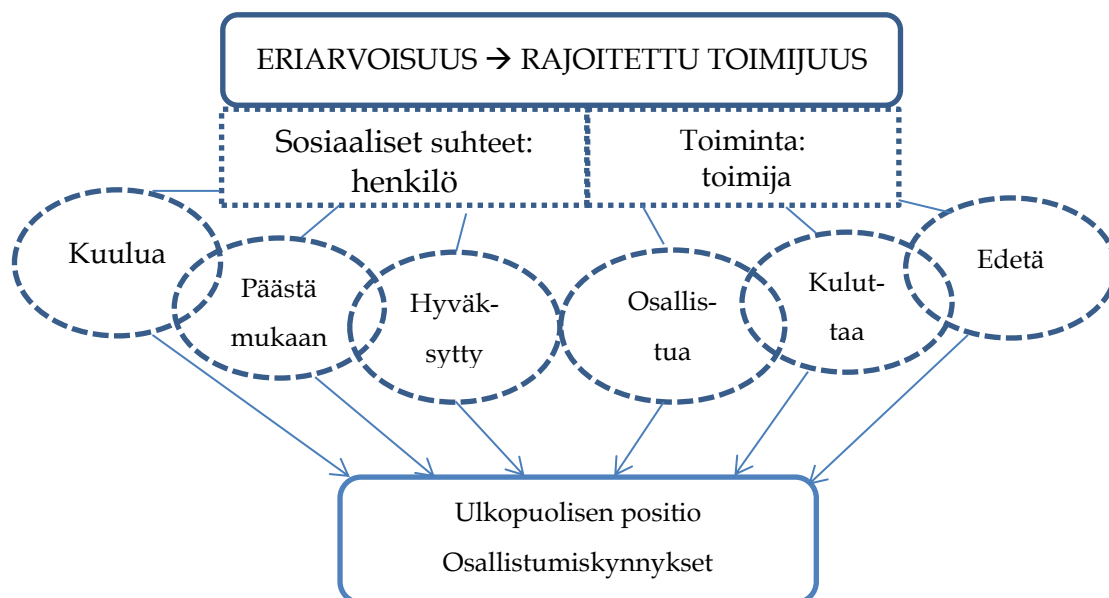 ERIARVOISUUS → RAJOITETTU TOIMIJUUS
Sosiaaliset suhteet:
henkilö
Toiminta:
toimija
Kuulua
Päästä
mukaan
Hyväk-
sytty
Osallis-
tua
Kulut-
taa
Edetä
Ulkopuolisen positio
Osallistumiskynnykset